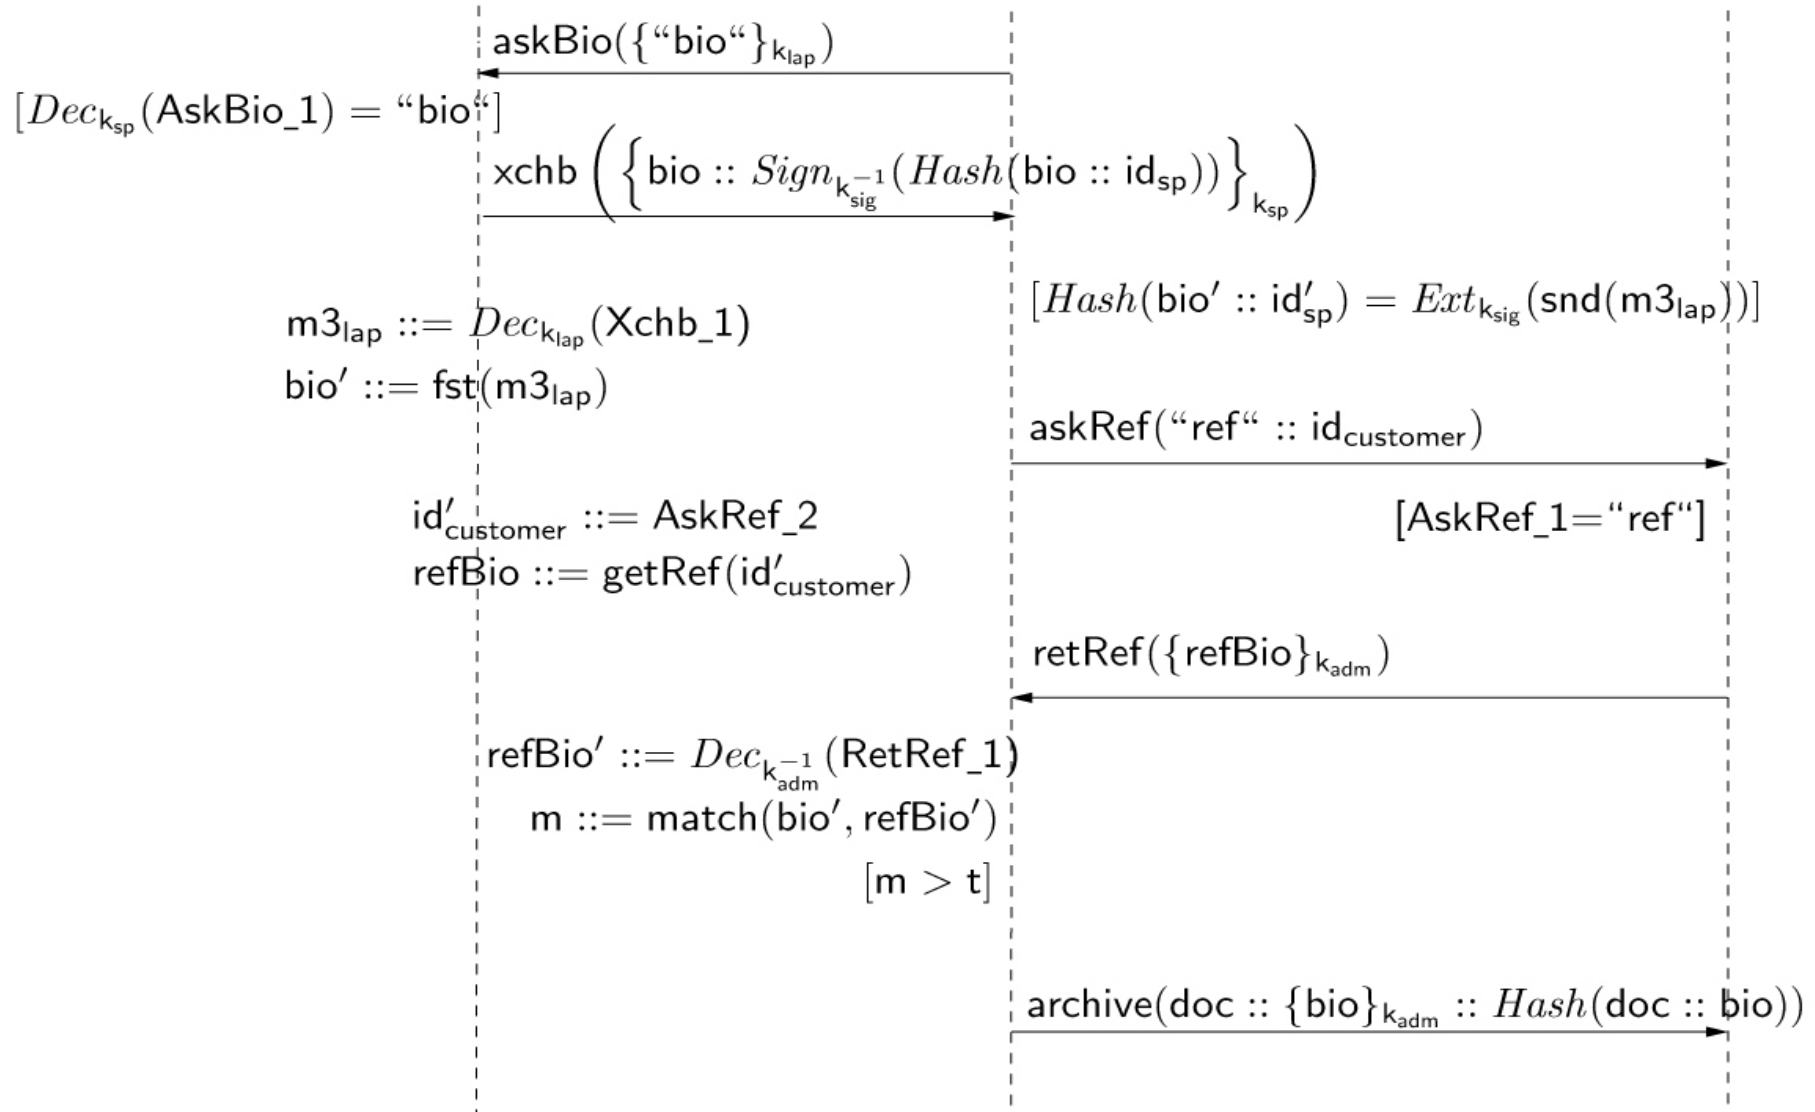 askBio({“bio“}k_lap)
[Dec_k_sp(AskBio_1) = “bio“]
xchb ( { bio :: Sign_k_sig^−1(Hash(bio :: id_sp)) }_k_sp )
[Hash(bio′ :: id′_sp) = Ext_k_sig(snd(m3_lap))]
m3_lap ::= Dec_k_lap(Xchb_1)
bio′ ::= fst(m3_lap)
askRef(“ref“ :: id_customer)
id′_customer ::= AskRef_2
[AskRef_1=“ref“]
refBio ::= getRef(id′_customer)
retRef({refBio}k_adm)
refBio′ ::= Dec_k_adm^−1(RetRef_1)
m ::= match(bio′, refBio′)
[m > t]
archive(doc :: {bio}k_adm :: Hash(doc :: bio))